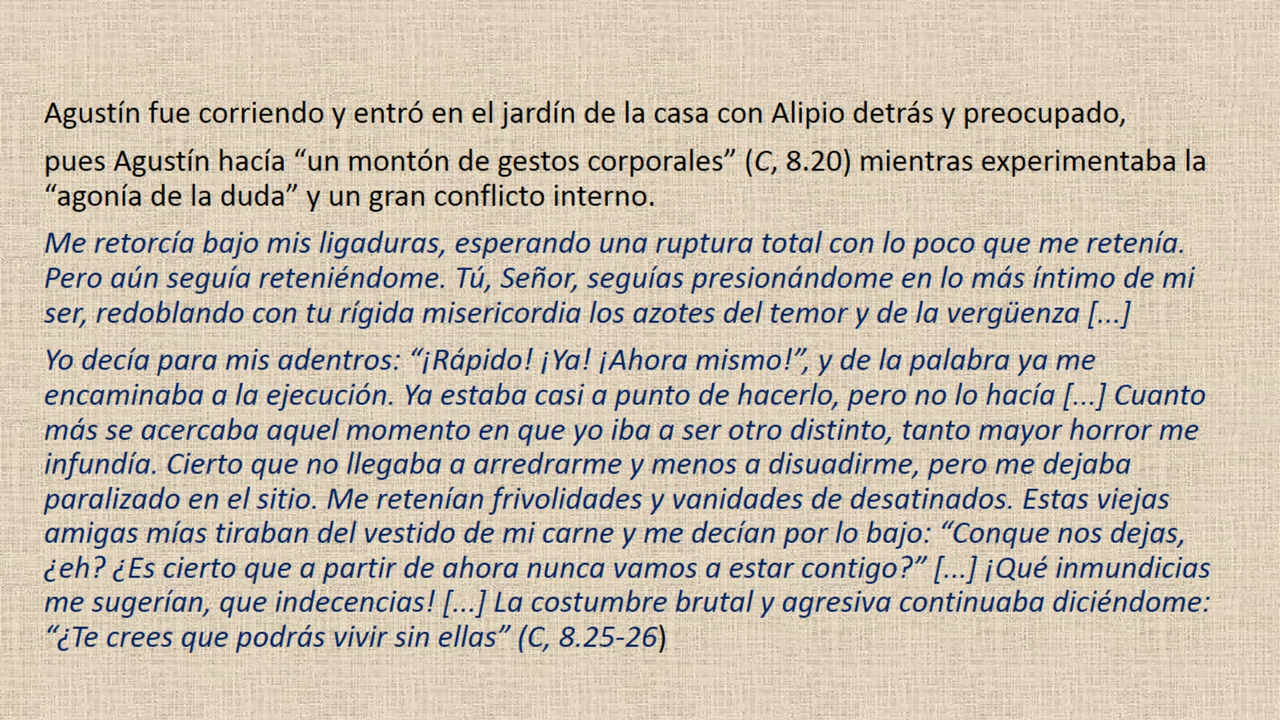 Agustín fue corriendo y entró en el jardín de la casa con Alipio detrás y preocupado,
pues Agustín hacía “un montón de gestos corporales” (C, 8.20) mientras experimentaba la
“agonía de la duda” y un gran conflicto interno.
Me retorcía bajo mis ligaduras, esperando una ruptura total con lo poco que me retenía.
Pero aún seguía reteniéndome. Tú, Señor, seguías presionándome en lo más íntimo de mi
ser, redoblando con tu rígida misericordia los azotes del temor y de la vergüenza [...]
Yo decía para mis adentros: “¡Rápido! ¡Ya! ¡Ahora mismo!”, y de la palabra ya me
encaminaba a la ejecución. Ya estaba casi a punto de hacerlo, pero no lo hacía [...] Cuanto
más se acercaba aquel momento en que yo iba a ser otro distinto, tanto mayor horror me
infundía. Cierto que no llegaba a arredrarme y menos a disuadirme, pero me dejaba
paralizado en el sitio. Me retenían frivolidades y vanidades de desatinados. Estas viejas
amigas mías tiraban del vestido de mi carne y me decían por lo bajo: “Conque nos dejas,
¿eh? ¿Es cierto que a partir de ahora nunca vamos a estar contigo?” [...] ¡Qué inmundicias
me sugerían, que indecencias! [...] La costumbre brutal y agresiva continuaba diciéndome:
“¿Te crees que podrás vivir sin ellas” (C, 8.25-26)